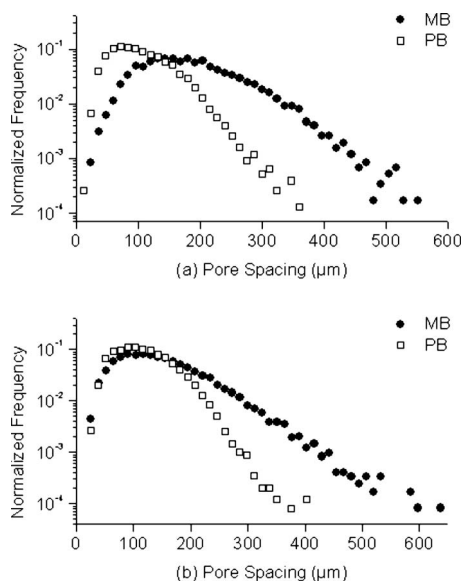 MB
PB
Normalized Frequency
10⁻¹
10⁻²
10⁻³
10⁻⁴
0 100 200 300 400 500 600
(a) Pore Spacing (µm)
MB
PB
Normalized Frequency
10⁻¹
10⁻²
10⁻³
10⁻⁴
0 100 200 300 400 500 600
(b) Pore Spacing (µm)